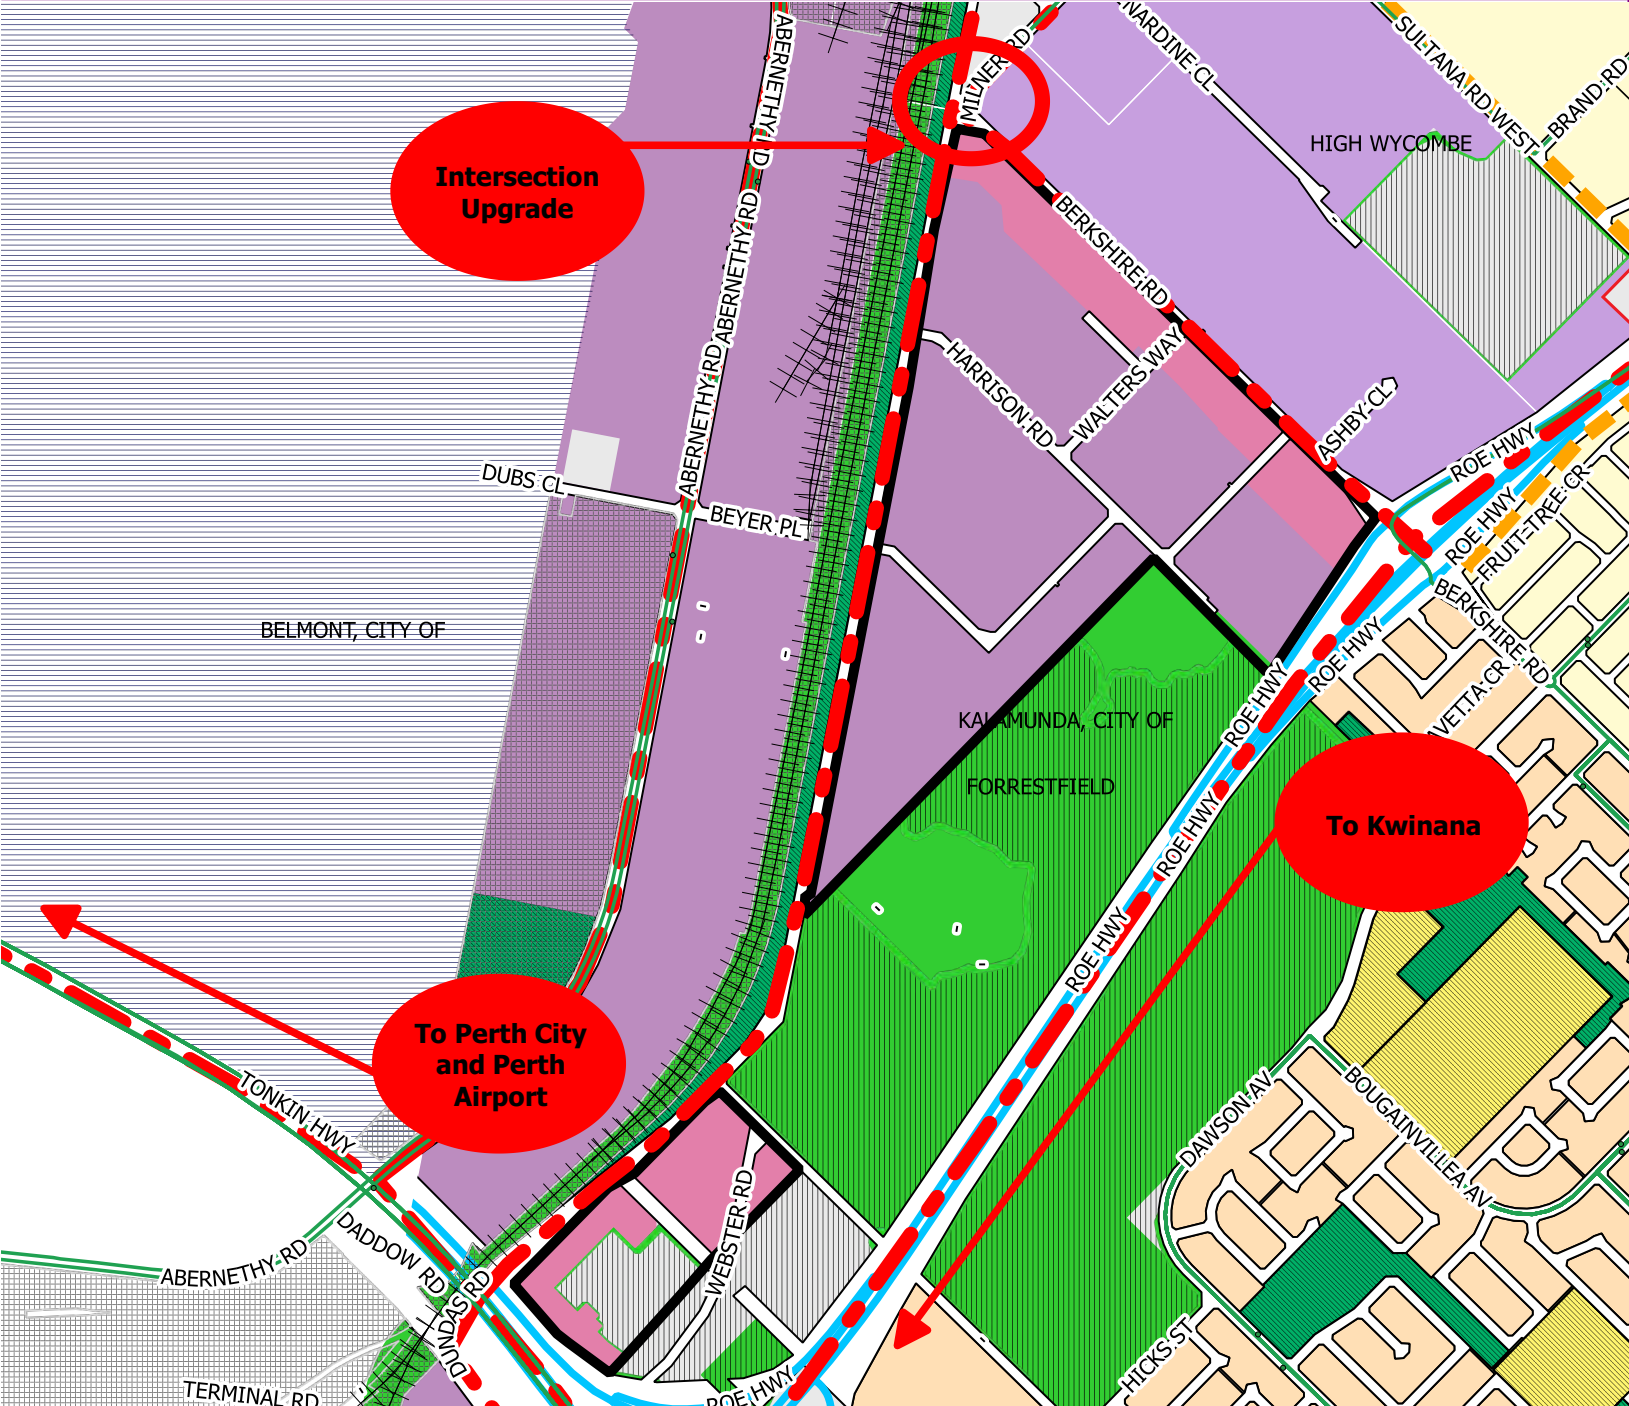 ABERNETHY RD
MILNER RD
NARDINE CL
SULTANA RD WEST
BRAND RD
HIGH WYCOMBE
Intersection
Upgrade
ABERNETHY RD
BERKSHIRE RD
HARRISON RD
WALTERS WAY
ABERNETHY RD
ASHBY CL
ROE HWY
DUBS CL
BEYER PL
ROE HWY
FRUIT-TREE CR
BELMONT, CITY OF
BERKSHIRE RD
ROE HWY
ROE HWY
AVETTA CR
KALAMUNDA, CITY OF
FORRESTFIELD
ROE HWY
To Kwinana
ROE HWY
To Perth City
and Perth
Airport
TONKIN HWY
DAWSON AV
BOUGAINVILLEA AV
ABERNETHY RD
DADDOW RD
WEBSTER RD
DUNDAS RD
HICKS ST
TERMINAL RD
ROE HWY